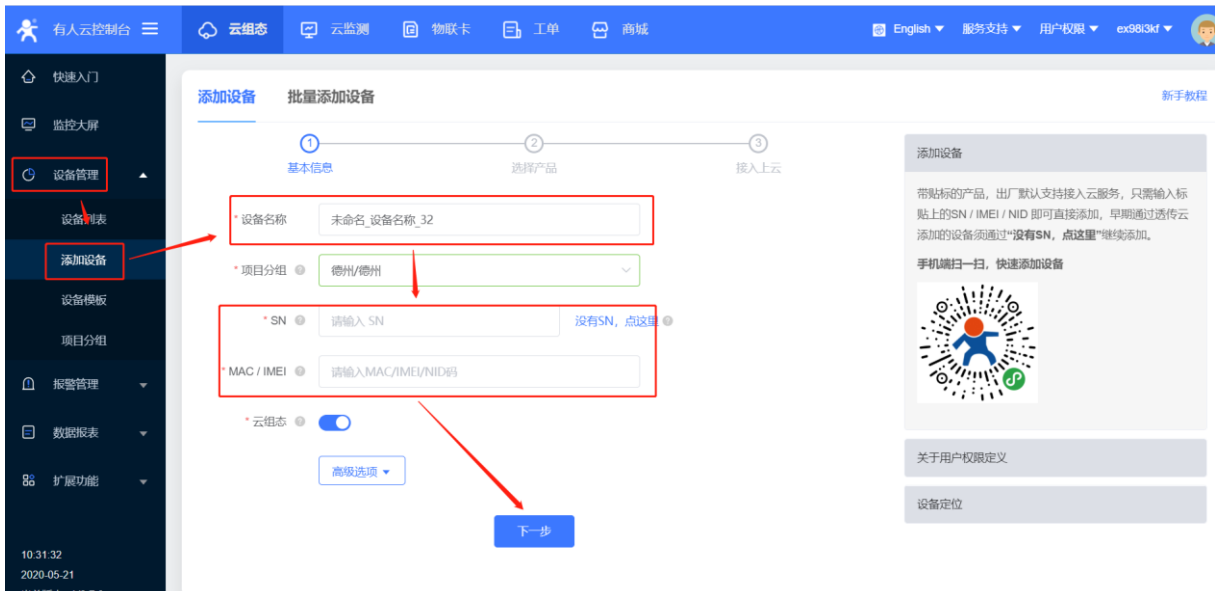 有人云控制台
云组态
云监测
物联卡
工单
商城
English
服务支持
用户权限
ex98i3kf
快速入门
监控大屏
设备管理
设备列表
添加设备
设备模板
项目分组
报警管理
数据报表
扩展功能
10:31:32
2020-05-21
添加设备
批量添加设备
新手教程
1
基本信息
2
选择产品
3
接入上云
* 设备名称
未命名_设备名称_32
* 项目分组
德州/德州
* SN
请输入 SN
没有SN，点这里
* MAC / IMEI
请输入MAC/IMEI/NID码
* 云组态
高级选项
下一步
添加设备
带贴标的产品，出厂默认支持接入云服务，只需输入标
贴上的SN / IMEI / NID 即可直接添加，早期通过透传云
添加的设备须通过“没有SN，点这里”继续添加。
手机端扫一扫，快速添加设备
关于用户权限定义
设备定位